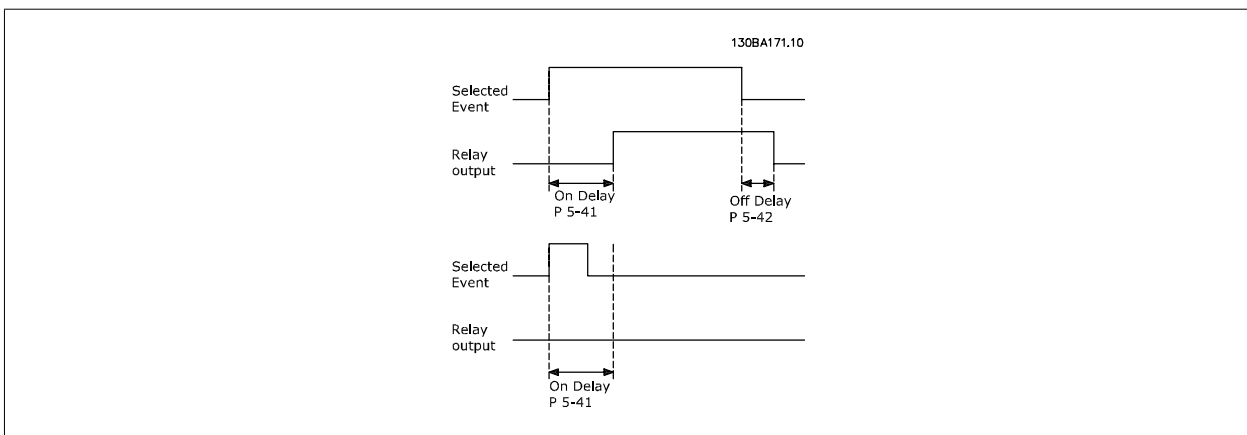 130BA171.10
Selected
Event
Relay
output
On Delay
P 5-41
Off Delay
P 5-42
Selected
Event
Relay
output
On Delay
P 5-41